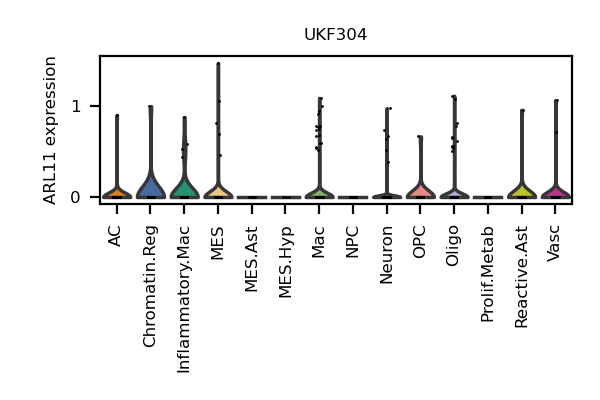 UKF304
ARL11 expression
1
0
AC
Chromatin.Reg
Inflammatory.Mac
MES
MES.Ast
MES.Hyp
Mac
NPC
Neuron
OPC
Oligo
Prolif.Metab
Reactive.Ast
Vasc